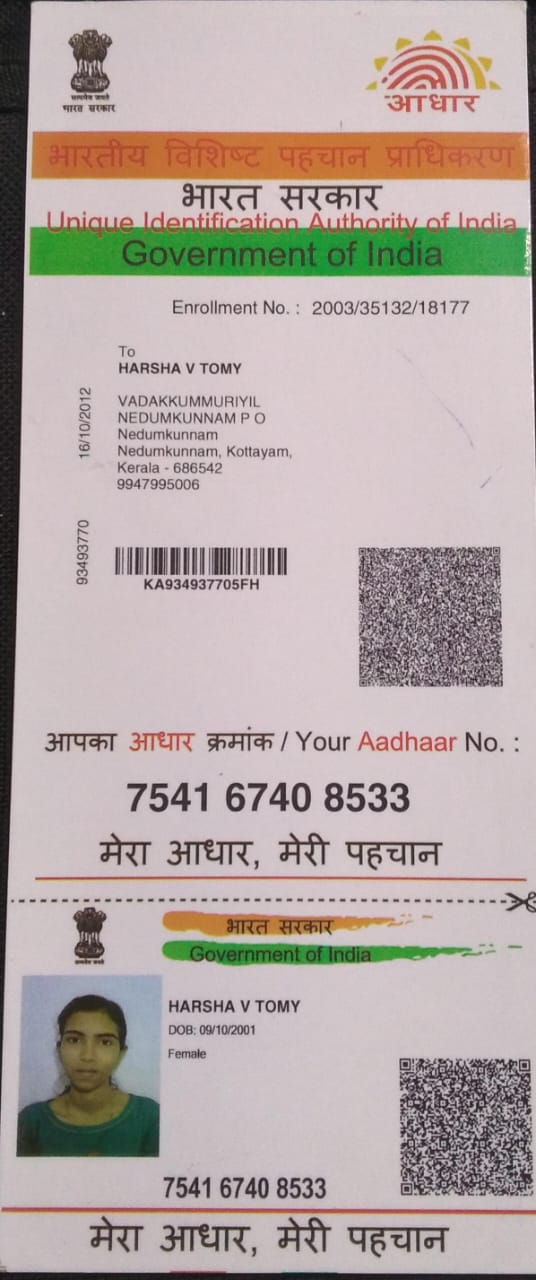 सत्यमेव जयते
भारत सरकार
आधार
भारतीय विशिष्ट पहचान प्राधिकरण
भारत सरकार
Unique Identification Authority of India
Government of India
Enrollment No. : 2003/35132/18177
To
HARSHA V TOMY
VADAKKUMMURIYIL
NEDUMKUNNAM P O
Nedumkunnam
Nedumkunnam, Kottayam,
Kerala - 686542
9947995006
16/10/2012
93493770
KA934937705FH
आपका आधार क्रमांक / Your Aadhaar No. :
7541 6740 8533
मेरा आधार, मेरी पहचान
सत्यमेव जयते
भारत सरकार
Government of India
HARSHA V TOMY
DOB: 09/10/2001
Female
7541 6740 8533
मेरा आधार, मेरी पहचान